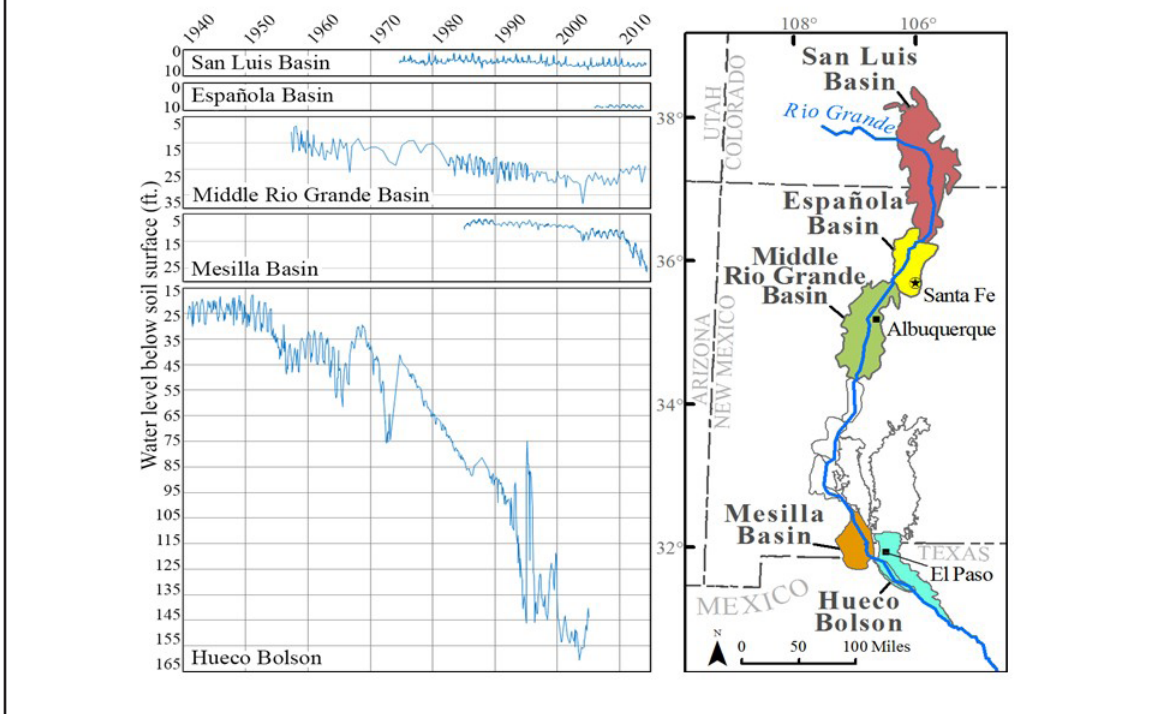 1940 1950 1960 1970 1980 1990 2000 2010
0
10
San Luis Basin
0
10
Española Basin
5
15
25
35
Middle Rio Grande Basin
5
15
25
Mesilla Basin
15
25
35
45
55
65
75
85
95
105
115
125
135
145
155
165
Hueco Bolson
Water level below soil surface (ft.)
108° 106°
38°
36°
34°
32°
San Luis
Basin
Rio Grande
UTAH
COLORADO
Española
Basin
Middle
Rio Grande
Basin
Santa Fe
Albuquerque
ARIZONA
NEW MEXICO
Mesilla
Basin
TEXAS
El Paso
MEXICO
Hueco
Bolson
N
0 50 100 Miles